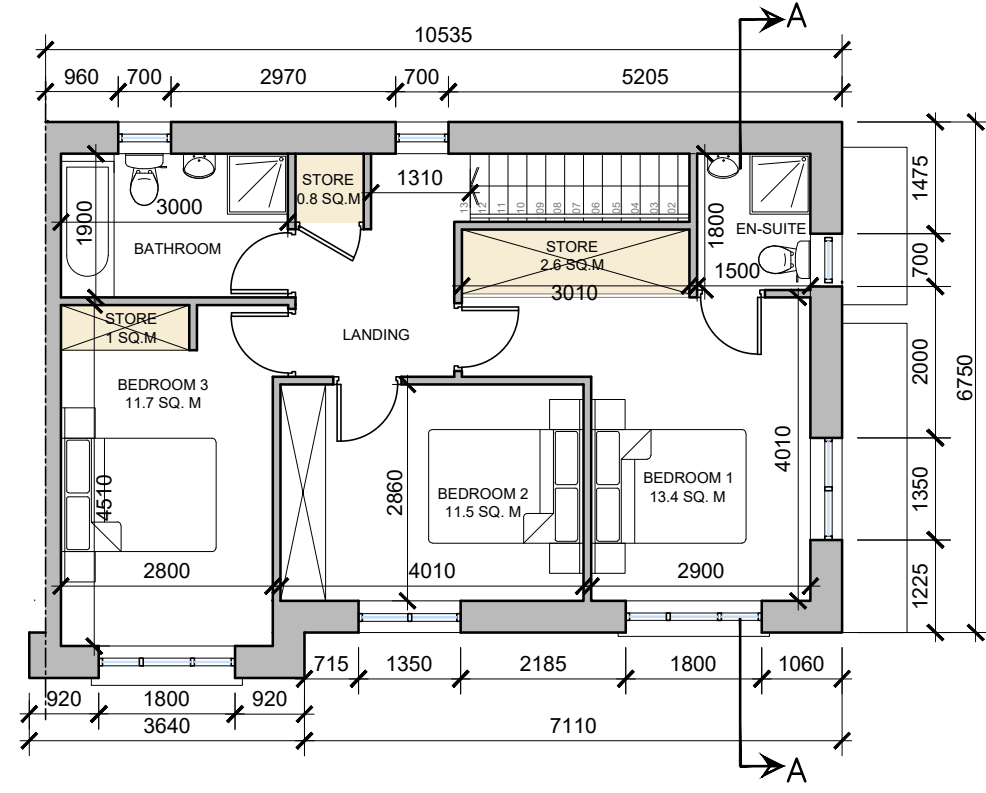 A
10535
960
700
2970
700
5205
STORE
0.8 SQ.M
1310
13
12
11
10
09
08
07
06
05
04
03
02
1900
3000
BATHROOM
1800
EN-SUITE
1500
STORE
2.6 SQ.M
3010
1475
700
2000
6750
1350
1225
STORE
1 SQ.M
LANDING
BEDROOM 3
11.7 SQ. M
4510
2800
2860
BEDROOM 2
11.5 SQ. M
4010
BEDROOM 1
13.4 SQ. M
4010
2900
715
1350
2185
1800
1060
920
1800
920
3640
7110
A